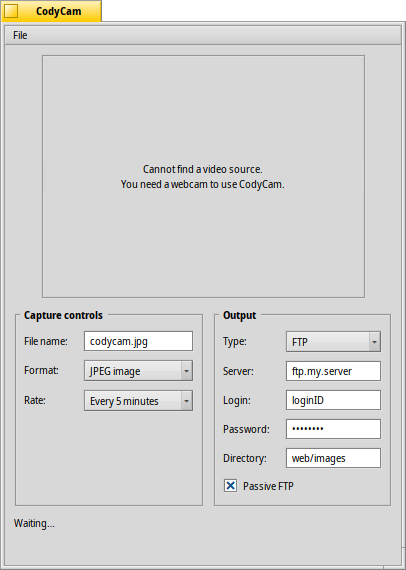 CodyCam
File
Cannot find a video source.
You need a webcam to use CodyCam.
Capture controls
File name: codycam.jpg
Format: JPEG image
Rate: Every 5 minutes
Output
Type: FTP
Server: ftp.my.server
Login: loginID
Password: ••••••••
Directory: web/images
Passive FTP
Waiting...